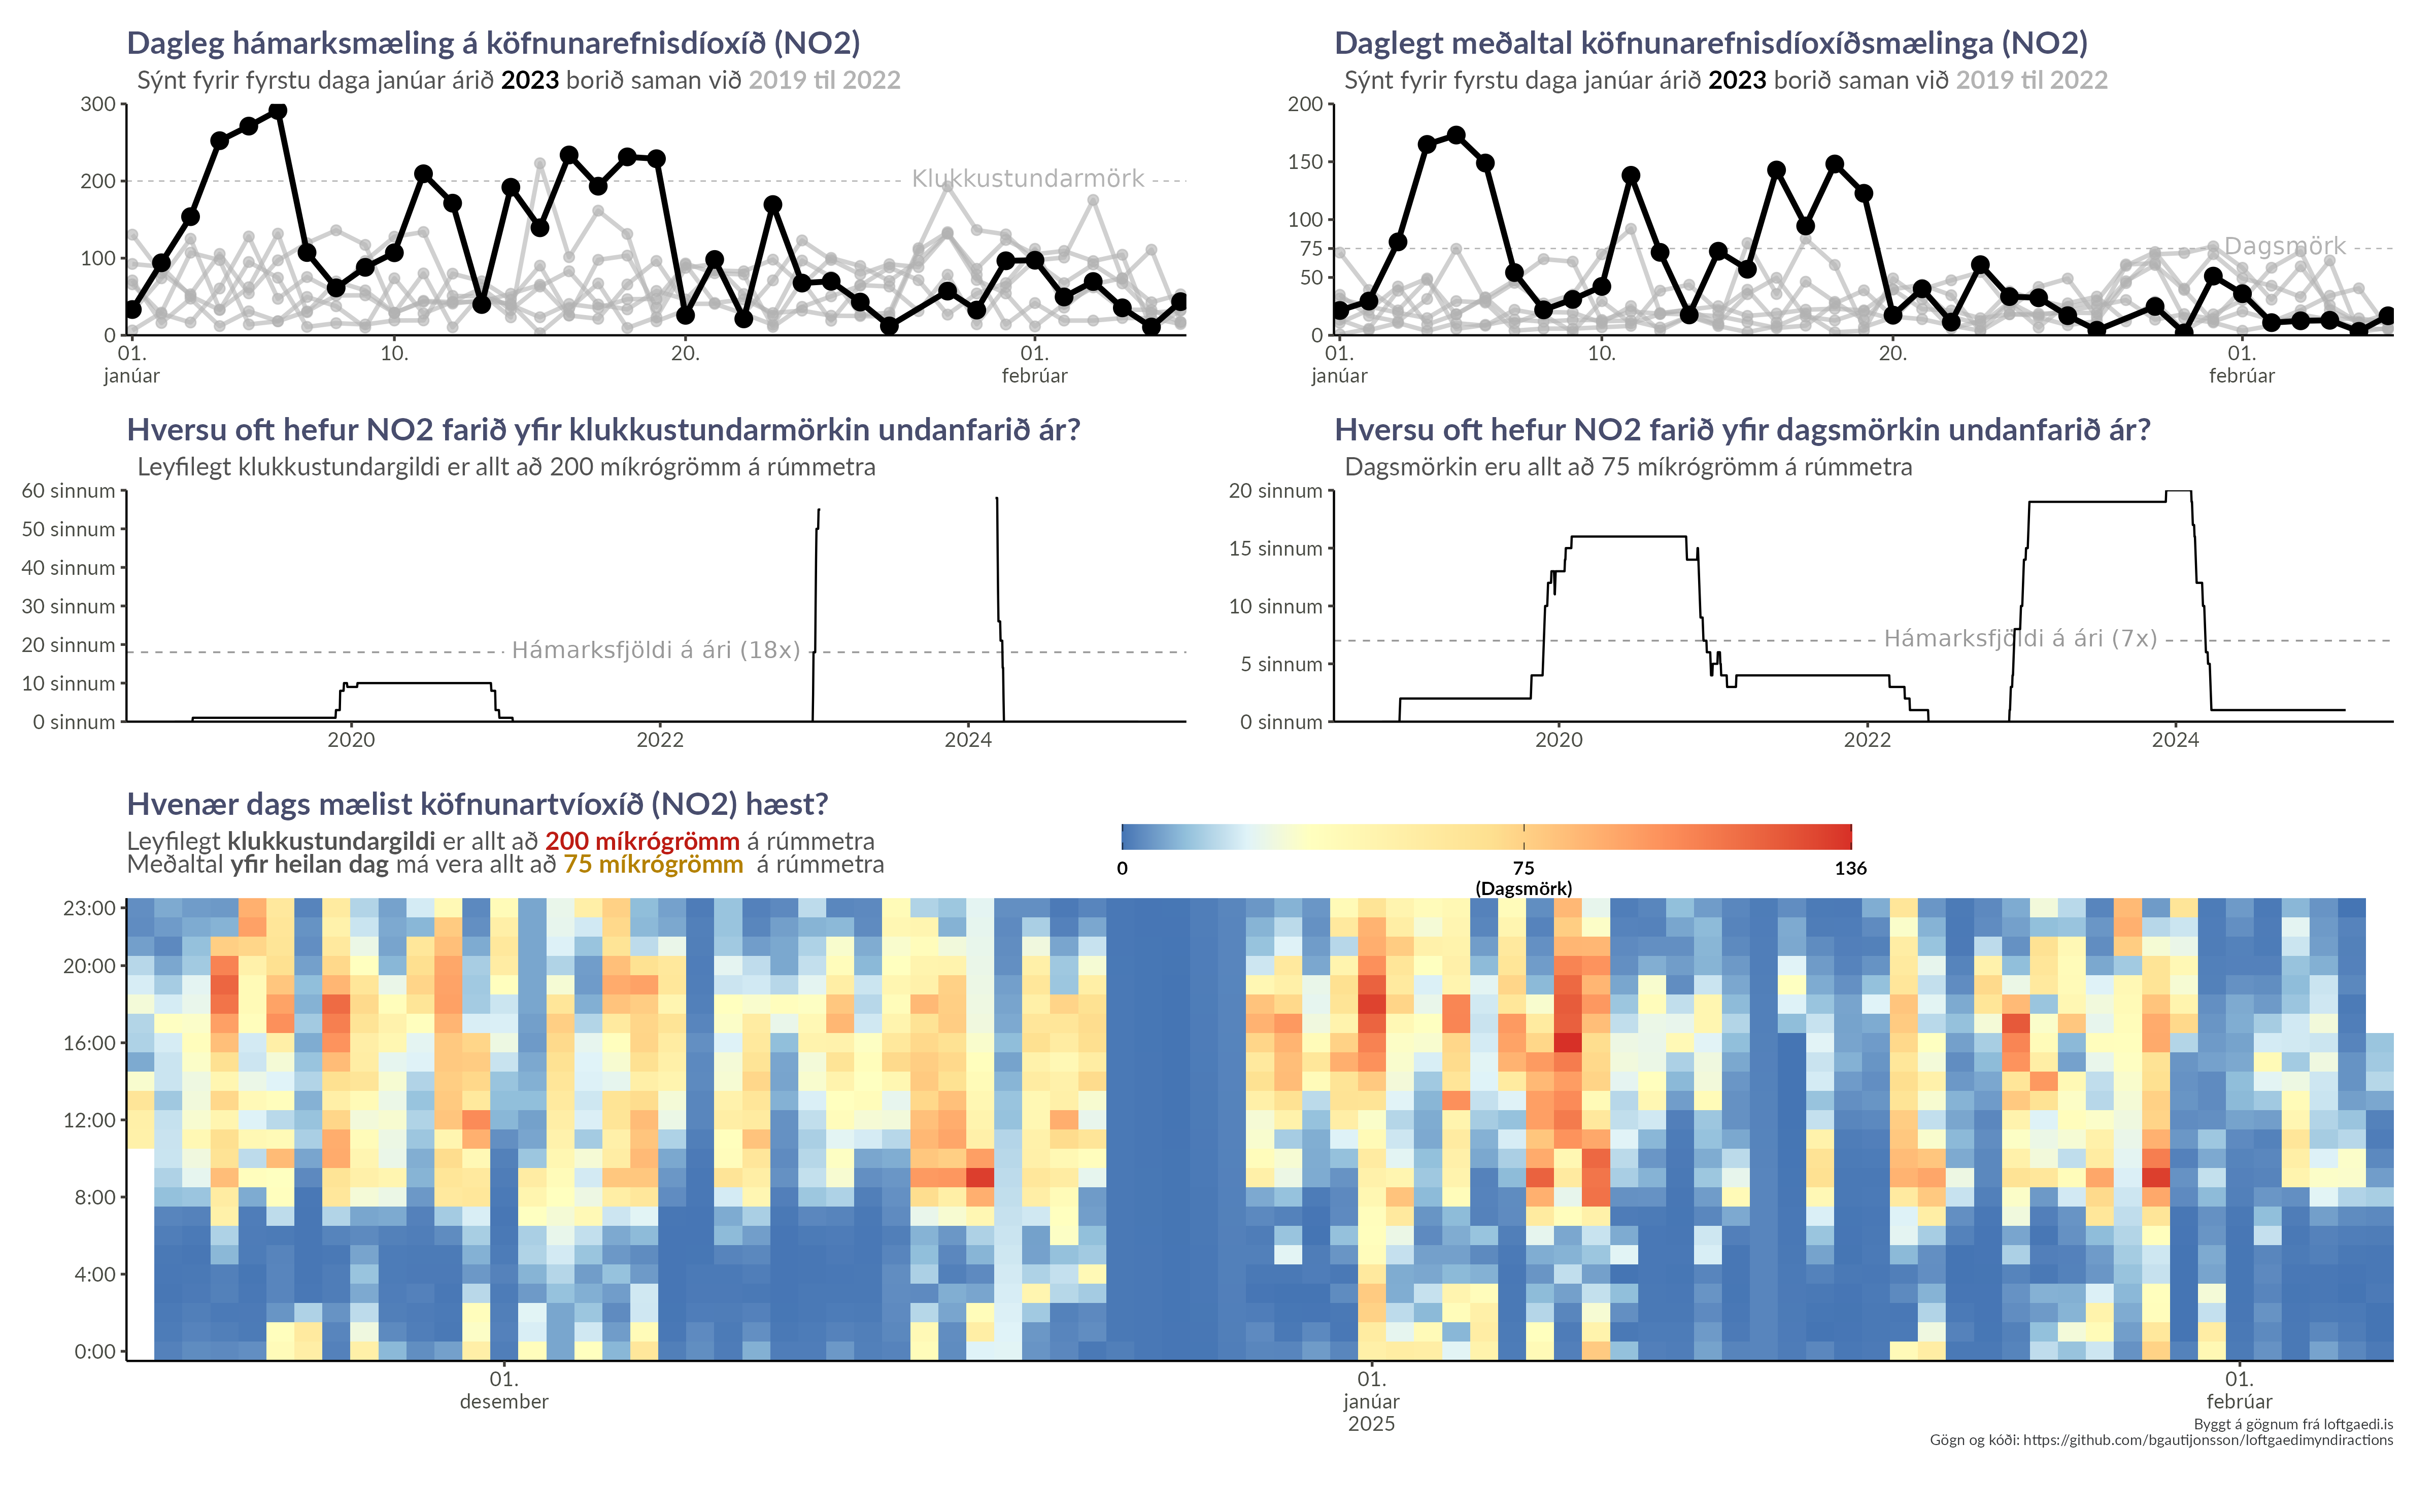 Dagleg hámarksmæling á köfnunarefnisdíoxíð (NO2)
Sýnt fyrir fyrstu daga janúar árið 2023 borið saman við 2019 til 2022
300
200
100
0
Klukkustundarmörk
01.
janúar
10.
20.
01.
febrúar
Daglegt meðaltal köfnunarefnisdíoxíðsmælinga (NO2)
Sýnt fyrir fyrstu daga janúar árið 2023 borið saman við 2019 til 2022
200
150
100
75
50
0
Dagsmörk
01.
janúar
10.
20.
01.
febrúar
Hversu oft hefur NO2 farið yfir klukkustundarmörkin undanfarið ár?
Leyfilegt klukkustundargildi er allt að 200 míkrógrömm á rúmmetra
60 sinnum
50 sinnum
40 sinnum
30 sinnum
20 sinnum
10 sinnum
0 sinnum
Hámarksfjöldi á ári (18x)
2020
2022
2024
Hversu oft hefur NO2 farið yfir dagsmörkin undanfarið ár?
Dagsmörkin eru allt að 75 míkrógrömm á rúmmetra
20 sinnum
15 sinnum
10 sinnum
5 sinnum
0 sinnum
Hámarksfjöldi á ári (7x)
2020
2022
2024
Hvenær dags mælist köfnunartvíoxíð (NO2) hæst?
Leyfilegt klukkustundargildi er allt að 200 míkrógrömm á rúmmetra
Meðaltal yfir heilan dag má vera allt að 75 míkrógrömm á rúmmetra
0
75
(Dagsmörk)
136
23:00
20:00
16:00
12:00
8:00
4:00
0:00
01.
desember
01.
janúar
2025
01.
febrúar
Byggt á gögnum frá loftgaedi.is
Gögn og kóði: https://github.com/bgautijonsson/loftgaedimyndiractions